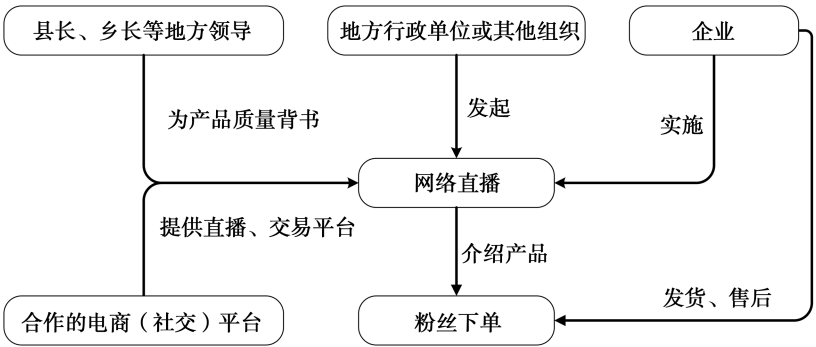 县长、乡长等地方领导
地方行政单位或其他组织
企业
为产品质量背书
发起
实施
网络直播
提供直播、交易平台
介绍产品
发货、售后
合作的电商（社交）平台
粉丝下单